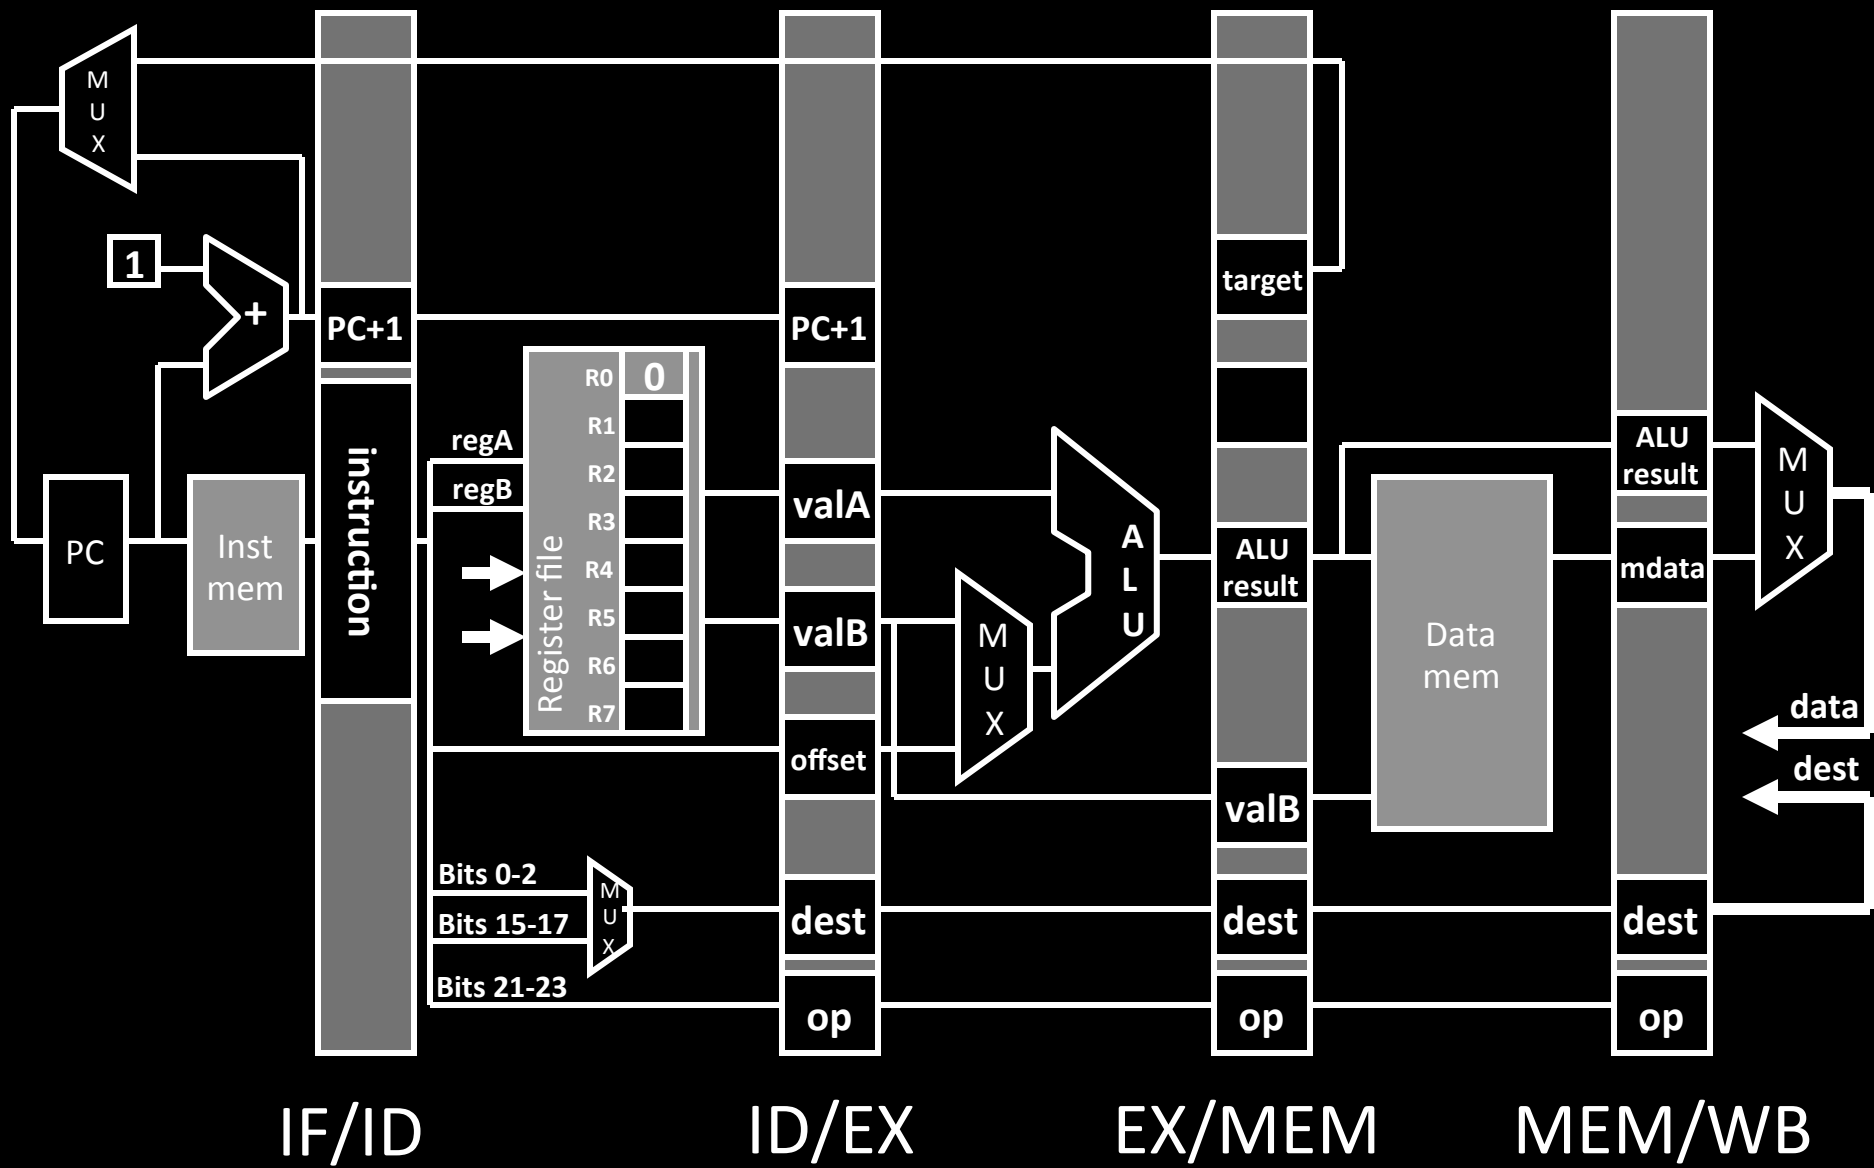 M
U
X
1
+
PC
Inst
mem
PC+1
instruction
regA
regB
Register file
R0 0
R1
R2
R3
R4
R5
R6
R7
Bits 0-2
Bits 15-17
Bits 21-23
M
U
X
PC+1
valA
valB
offset
dest
op
M
U
X
A
L
U
target
ALU
result
valB
dest
op
Data
mem
ALU
result
mdata
dest
op
M
U
X
data
dest
IF/ID
ID/EX
EX/MEM
MEM/WB